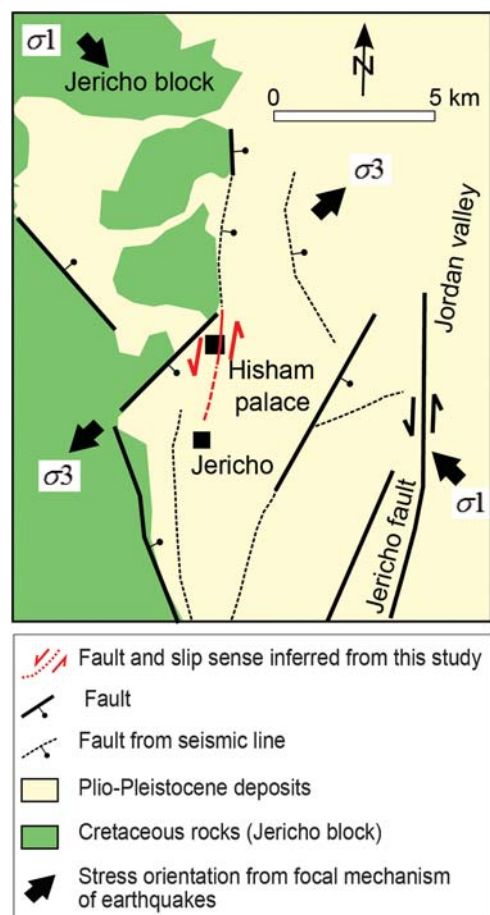 σ1
Jericho block
N
0
5 km
σ3
Jordan valley
Hisham
palace
σ3
Jericho
σ1
Jericho fault
Fault and slip sense inferred from this study
Fault
Fault from seismic line
Plio-Pleistocene deposits
Cretaceous rocks (Jericho block)
Stress orientation from focal mechanism
of earthquakes